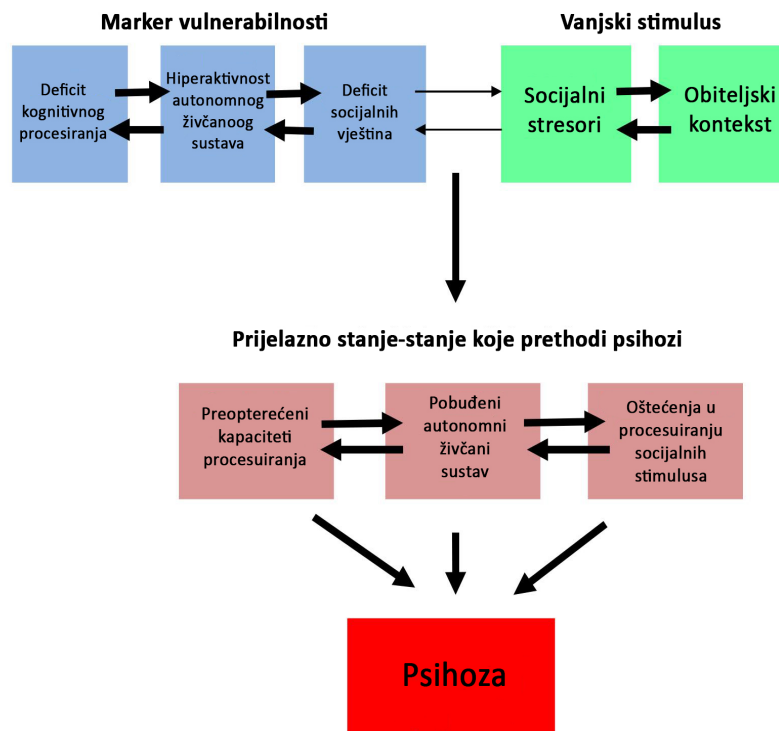 Marker vulnerabilnosti
Vanjski stimulus
Deficit
kognitivnog
procesiranja
Hiperaktivnost
autonomnog
živčanoog
sustava
Deficit
socijalnih
vještina
Socijalni
stresori
Obiteljski
kontekst
Prijelazno stanje-stanje koje prethodi psihozi
Preopterećeni
kapaciteti
procesuiranja
Pobuđeni
autonomni
živčani
sustav
Oštećenja u
procesuiranju
socijalnih
stimulusa
Psihoza